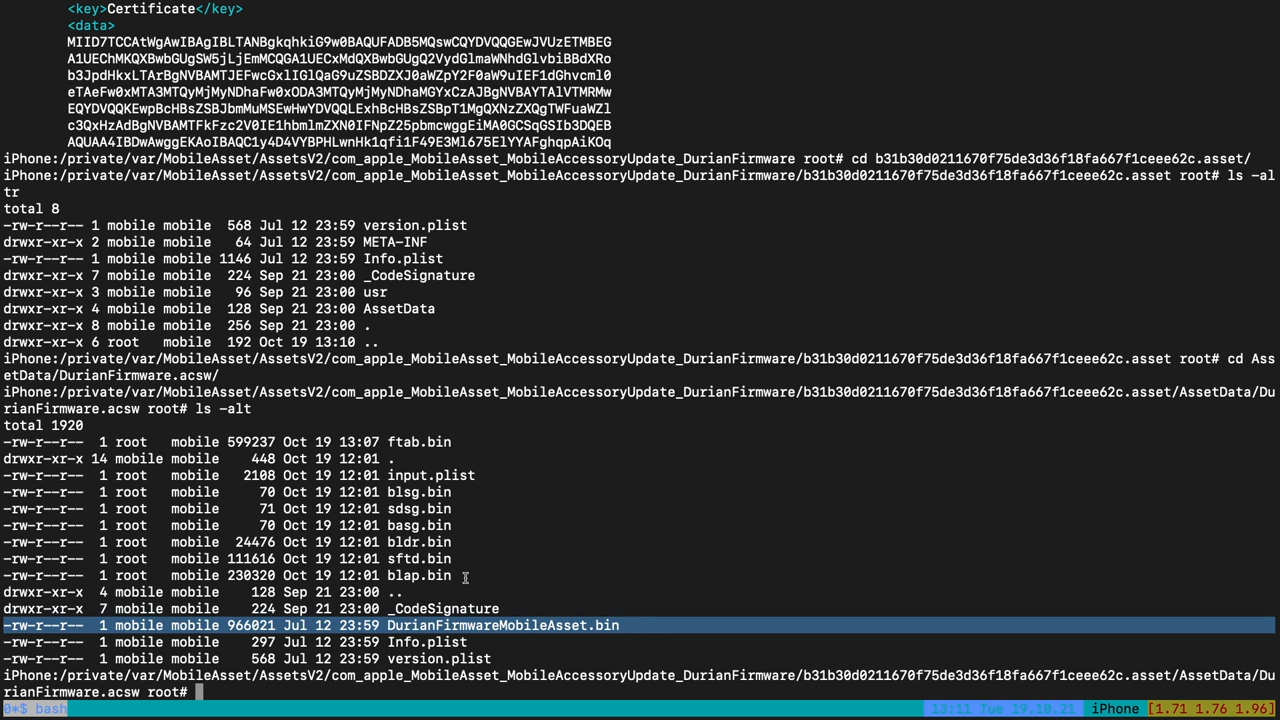 <key>Certificate</key>
<data>
MIID7TCCAtWgAwIBAgIBLTANBgkqhkiG9w0BAQUFADB5MQswCQYDVQQGEwJVUzETMBEG
A1UEChMKQXBwbGUgSW5jLjEmMCQGA1UECxMdQXBwbGUgQ2VydGlmaWNhdGlvbiBBdXRo
b3JpdHkxLTArBgNVBAMTJEFwcGxlIGlQaG9uZSBDZXJ0aWZpY2F0aW9uIEF1dGhvcml0
eTAeFw0xMTA3MTQyMjMyNDhaFw0xODA3MTQyMjMyNDhaMGYxCzAJBgNVBAYTAlVTMRMw
EQYDVQQKEwpBcHBsZSBJbmMuMSEwHwYDVQQLExhBcHBsZSBpT1MgQXNzZXQgTWFuaWZl
c3QxHzAdBgNVBAMTFkFzc2V0IE1hbmlmZXN0IFNpZ25pbmcwggEiMA0GCSqGSIb3DQEB
AQUAA4IBDwAwggEKAoIBAQC1y4D4VYBPHLwnHk1qfi1F49E3Ml675ElYYAFghqpAiKOq
iPhone:/private/var/MobileAsset/AssetsV2/com_apple_MobileAsset_MobileAccessoryUpdate_DurianFirmware root# cd b31b30d0211670f75de3d36f18fa667f1ceee62c.asset/
iPhone:/private/var/MobileAsset/AssetsV2/com_apple_MobileAsset_MobileAccessoryUpdate_DurianFirmware/b31b30d0211670f75de3d36f18fa667f1ceee62c.asset root# ls -al
tr
total 8
-rw-r--r-- 1 mobile mobile  568 Jul 12 23:59 version.plist
drwxr-xr-x 2 mobile mobile   64 Jul 12 23:59 META-INF
-rw-r--r-- 1 mobile mobile 1146 Jul 12 23:59 Info.plist
drwxr-xr-x 7 mobile mobile  224 Sep 21 23:00 _CodeSignature
drwxr-xr-x 3 mobile mobile   96 Sep 21 23:00 usr
drwxr-xr-x 4 mobile mobile  128 Sep 21 23:00 AssetData
drwxr-xr-x 8 mobile mobile  256 Sep 21 23:00 .
drwxr-xr-x 6 root   mobile  192 Oct 19 13:10 ..
iPhone:/private/var/MobileAsset/AssetsV2/com_apple_MobileAsset_MobileAccessoryUpdate_DurianFirmware/b31b30d0211670f75de3d36f18fa667f1ceee62c.asset root# cd Ass
etData/DurianFirmware.acsw/
iPhone:/private/var/MobileAsset/AssetsV2/com_apple_MobileAsset_MobileAccessoryUpdate_DurianFirmware/b31b30d0211670f75de3d36f18fa667f1ceee62c.asset/AssetData/Du
rianFirmware.acsw root# ls -alt
total 1920
-rw-r--r--  1 root   mobile 599237 Oct 19 13:07 ftab.bin
drwxr-xr-x 14 mobile mobile    448 Oct 19 12:01 .
-rw-r--r--  1 root   mobile   2108 Oct 19 12:01 input.plist
-rw-r--r--  1 root   mobile     70 Oct 19 12:01 blsg.bin
-rw-r--r--  1 root   mobile     71 Oct 19 12:01 sdsg.bin
-rw-r--r--  1 root   mobile     70 Oct 19 12:01 basg.bin
-rw-r--r--  1 root   mobile  24476 Oct 19 12:01 bldr.bin
-rw-r--r--  1 root   mobile 111616 Oct 19 12:01 sftd.bin
-rw-r--r--  1 root   mobile 230320 Oct 19 12:01 blap.bin
drwxr-xr-x  4 mobile mobile    128 Sep 21 23:00 ..
drwxr-xr-x  7 mobile mobile    224 Sep 21 23:00 _CodeSignature
-rw-r--r--  1 mobile mobile 966021 Jul 12 23:59 DurianFirmwareMobileAsset.bin
-rw-r--r--  1 mobile mobile    297 Jul 12 23:59 Info.plist
-rw-r--r--  1 mobile mobile    568 Jul 12 23:59 version.plist
iPhone:/private/var/MobileAsset/AssetsV2/com_apple_MobileAsset_MobileAccessoryUpdate_DurianFirmware/b31b30d0211670f75de3d36f18fa667f1ceee62c.asset/AssetData/Du
rianFirmware.acsw root#
0*$ bash 13:11 Tue 19.10.21 iPhone [1.71 1.76 1.96]